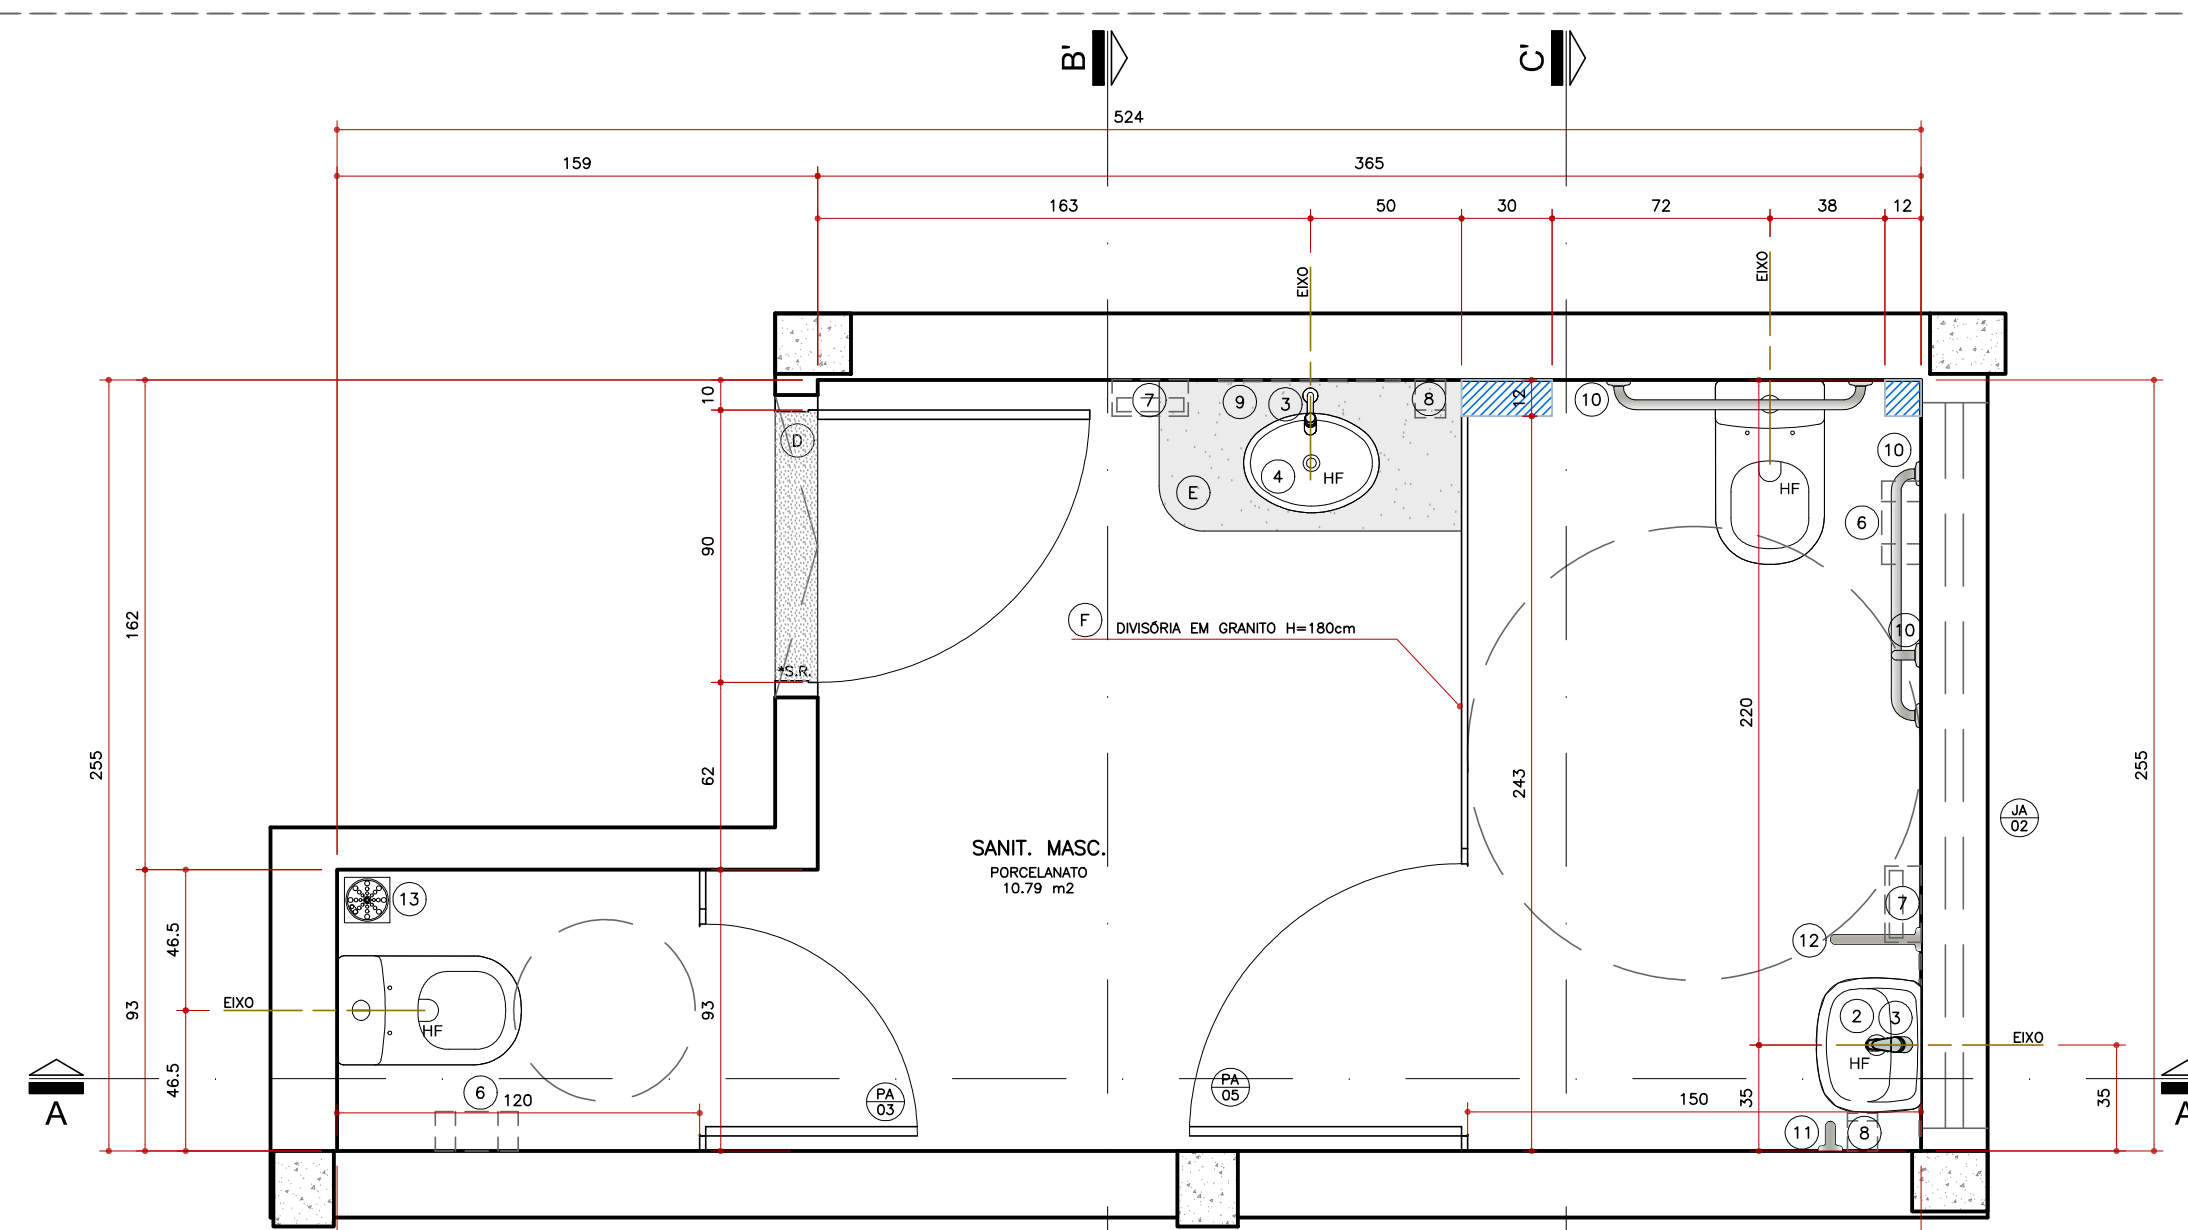 B'
C'
524
159
365
163
50
30
72
38
12
EIXO
EIXO
10
7
9
3
8
12
10
D
4
HF
E
HF
10
6
90
162
F
DIVISÓRIA EM GRANITO H=180cm
10
*S.R.
220
255
62
243
255
JA
02
SANIT. MASC.
PORCELANATO
10.79 m2
13
7
46.5
12
EIXO
HF
93
93
2
3
EIXO
HF
46.5
6
120
PA
03
PA
05
150
35
35
11
8
A
A